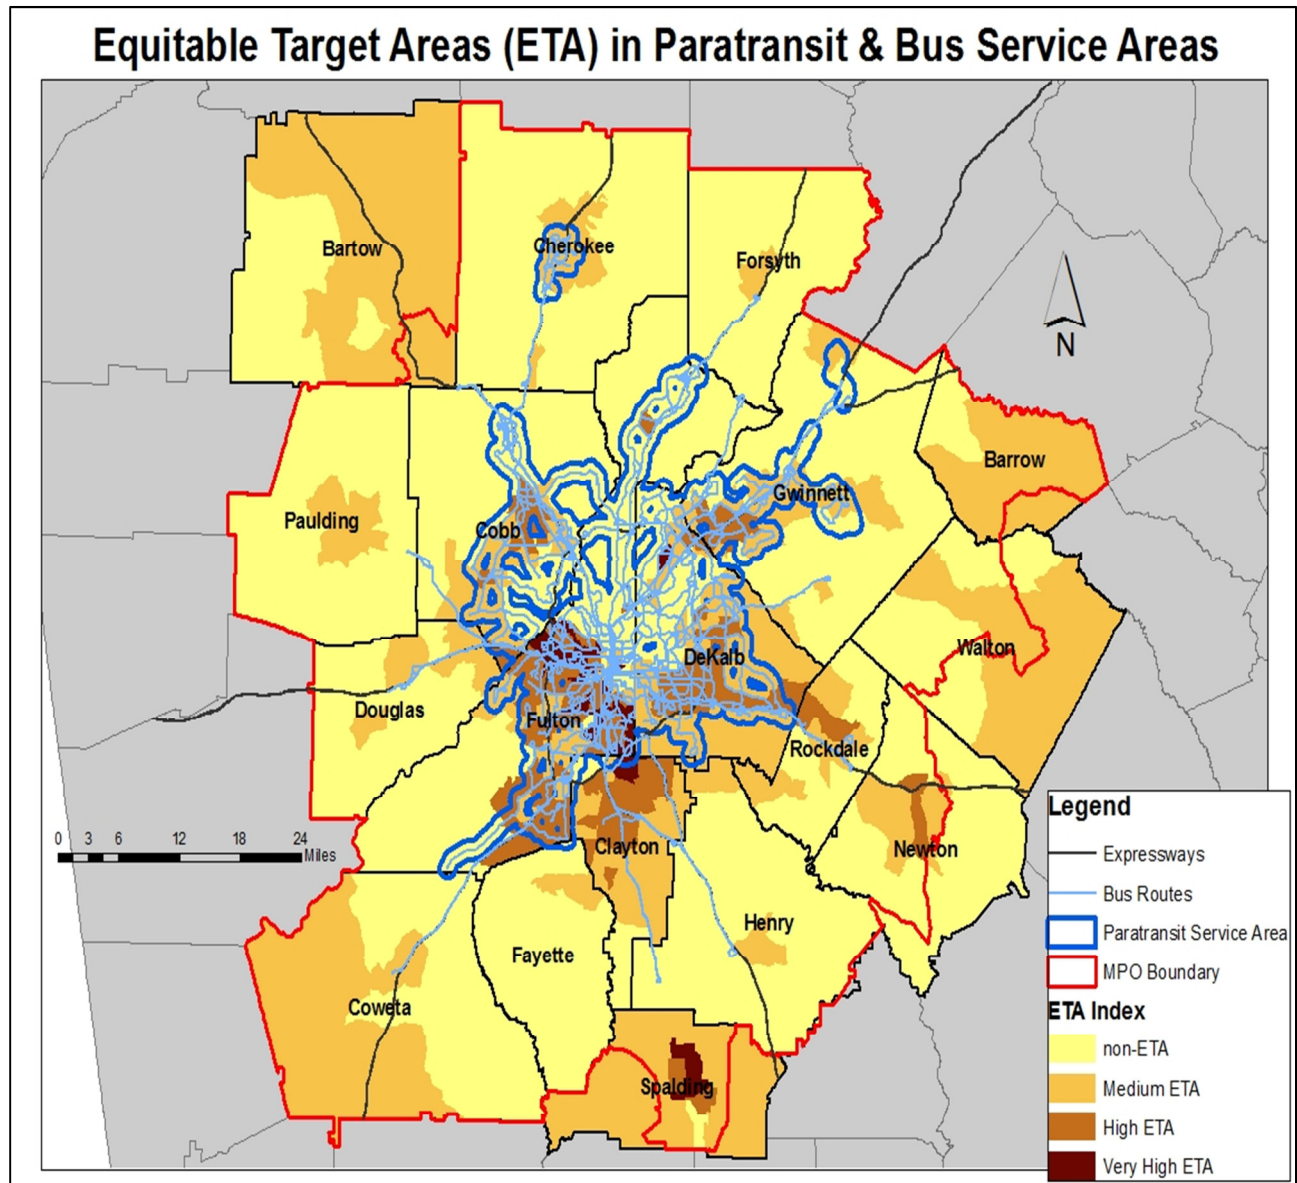 Equitable Target Areas (ETA) in Paratransit & Bus Service Areas
Bartow
Cherokee
Forsyth
N
Barrow
Gwinnett
Paulding
Cobb
Walton
DeKalb
Douglas
Fulton
Rockdale
0 3 6 12 18 24
Miles
Clayton
Newton
Henry
Fayette
Coweta
Spalding
Legend
Expressways
Bus Routes
Paratransit Service Area
MPO Boundary
ETA Index
non-ETA
Medium ETA
High ETA
Very High ETA